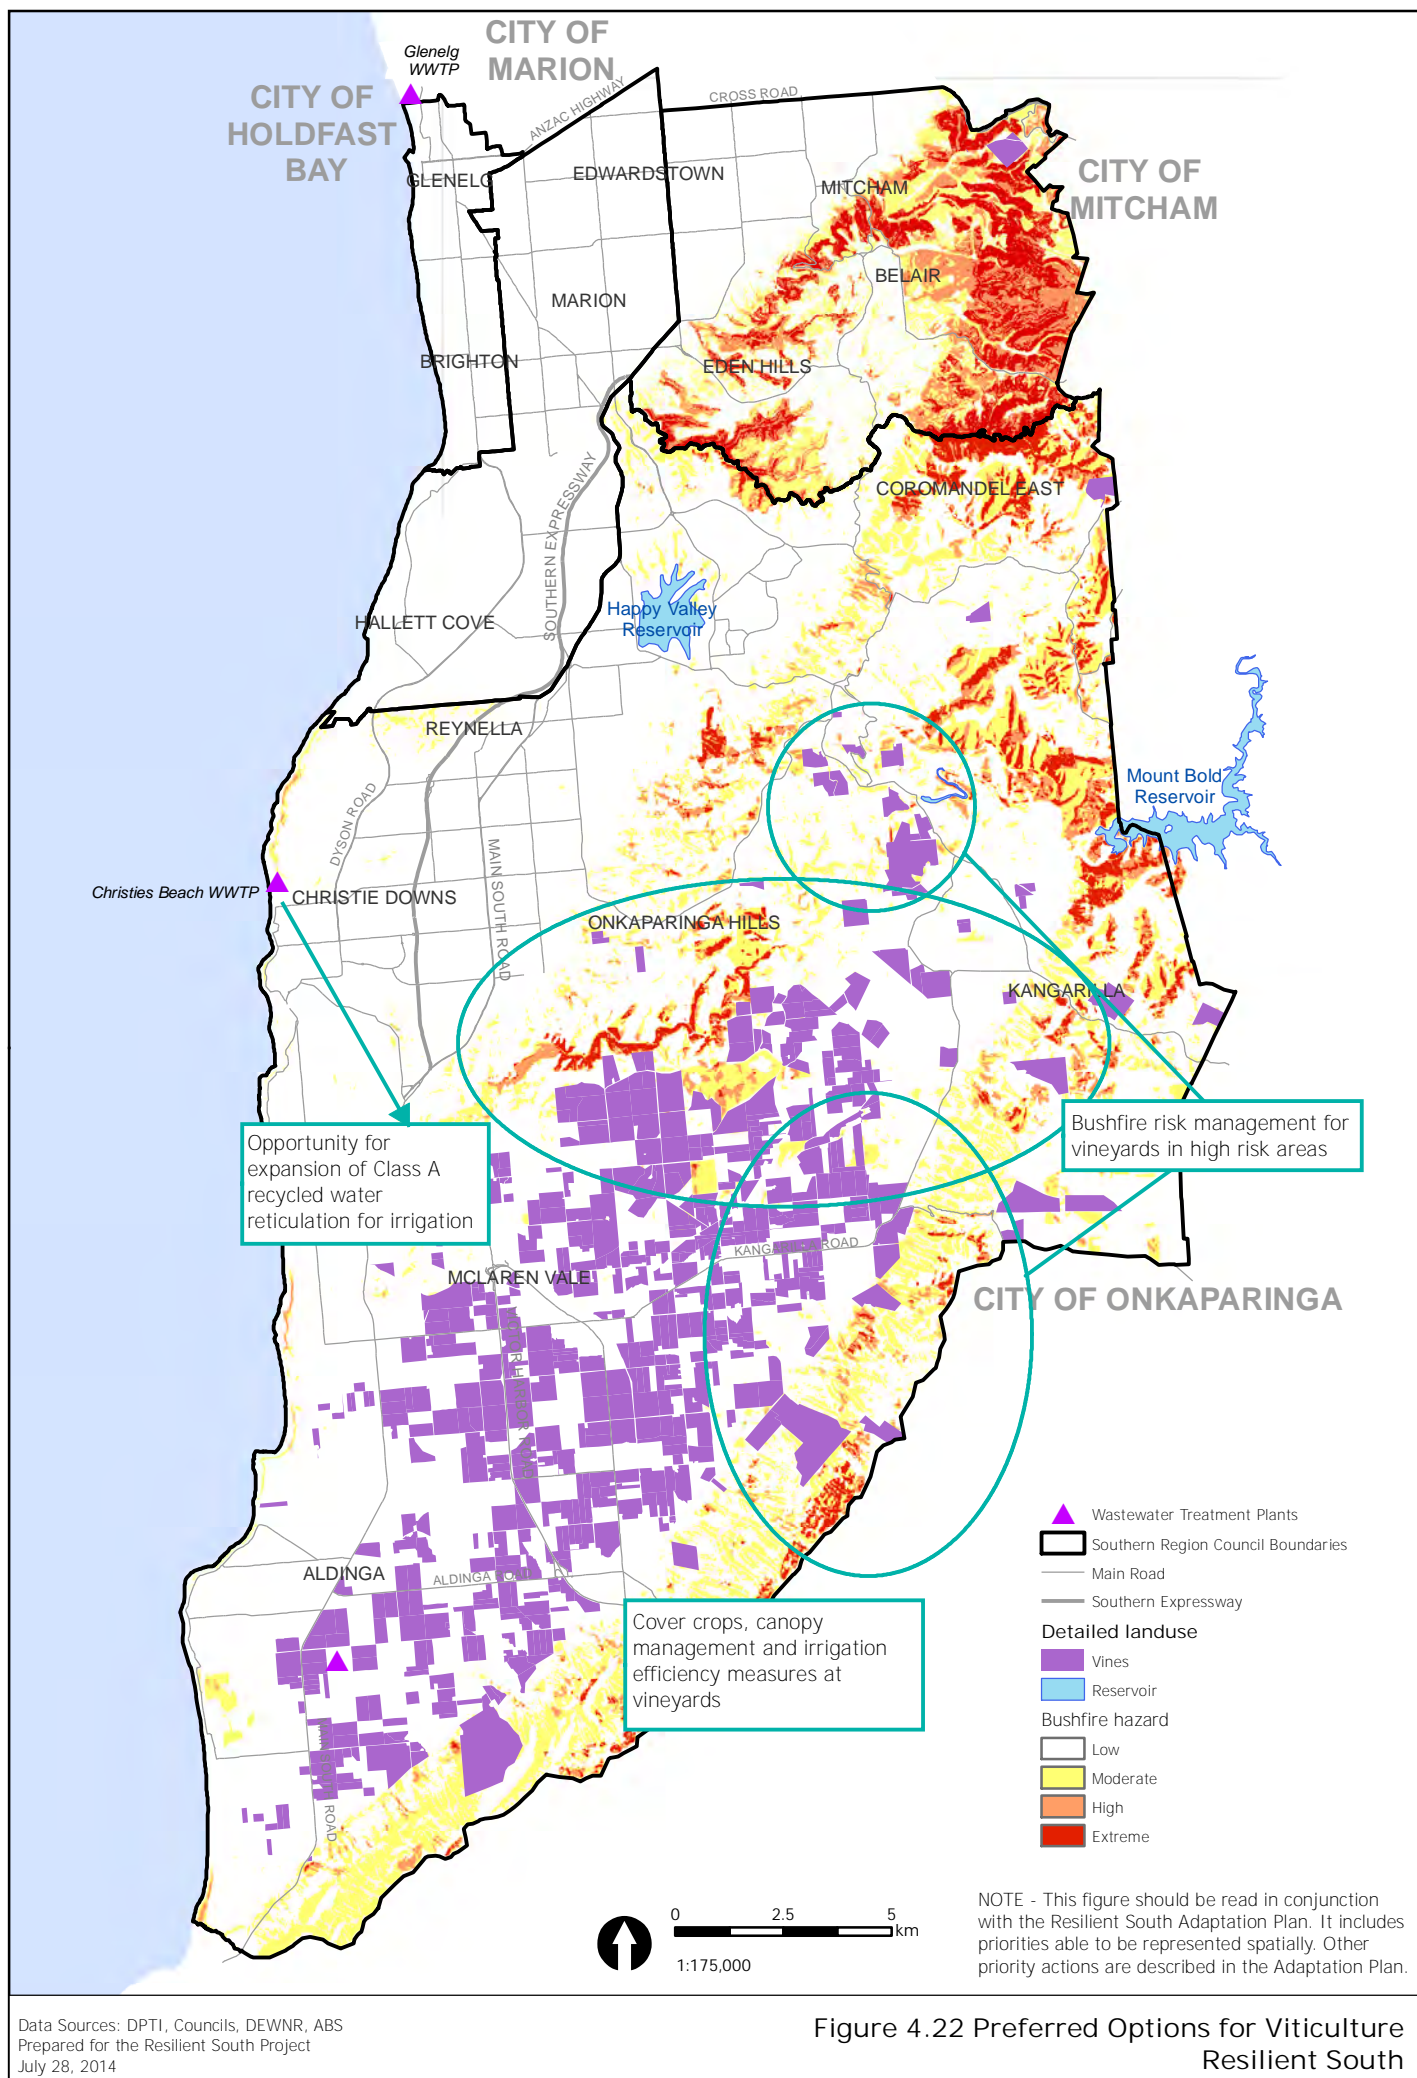 CITY OF
MARION
Glenelg
WWTP
CITY OF
HOLDFAST
BAY
ANZAC HIGHWAY
CROSS ROAD
CITY OF
MITCHAM
GLENELG
EDWARDSTOWN
MITCHAM
BELAIR
MARION
BRIGHTON
EDEN HILLS
COROMANDEL EAST
SOUTHERN EXPRESSWAY
HALLETT COVE
Happy Valley
Reservoir
REYNELLA
Mount Bold
Reservoir
DYSON ROAD
MAIN SOUTH ROAD
Christies Beach WWTP
CHRISTIE DOWNS
ONKAPARINGA HILLS
KANGARILLA
Opportunity for
expansion of Class A
recycled water
reticulation for irrigation
Bushfire risk management for
vineyards in high risk areas
KANGARILLA ROAD
MCLAREN VALE
CITY OF ONKAPARINGA
VICTOR HARBOR ROAD
ALDINGA
ALDINGA ROAD
Cover crops, canopy
management and irrigation
efficiency measures at
vineyards
ROAD
Wastewater Treatment Plants
Southern Region Council Boundaries
Main Road
Southern Expressway
Detailed landuse
Vines
Reservoir
Bushfire hazard
Low
Moderate
High
Extreme
0 2.5 5
km
1:175,000
NOTE - This figure should be read in conjunction
with the Resilient South Adaptation Plan. It includes
priorities able to be represented spatially. Other
priority actions are described in the Adaptation Plan.
Data Sources: DPTI, Councils, DEWNR, ABS
Prepared for the Resilient South Project
July 28, 2014
Figure 4.22 Preferred Options for Viticulture
Resilient South